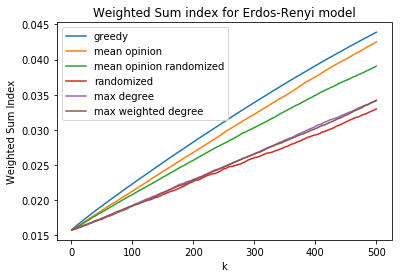 Weighted Sum index for Erdos-Renyi model
0.045
0.040
0.035
0.030
0.025
0.020
0.015
Weighted Sum Index
greedy
mean opinion
mean opinion randomized
randomized
max degree
max weighted degree
0 100 200 300 400 500
k